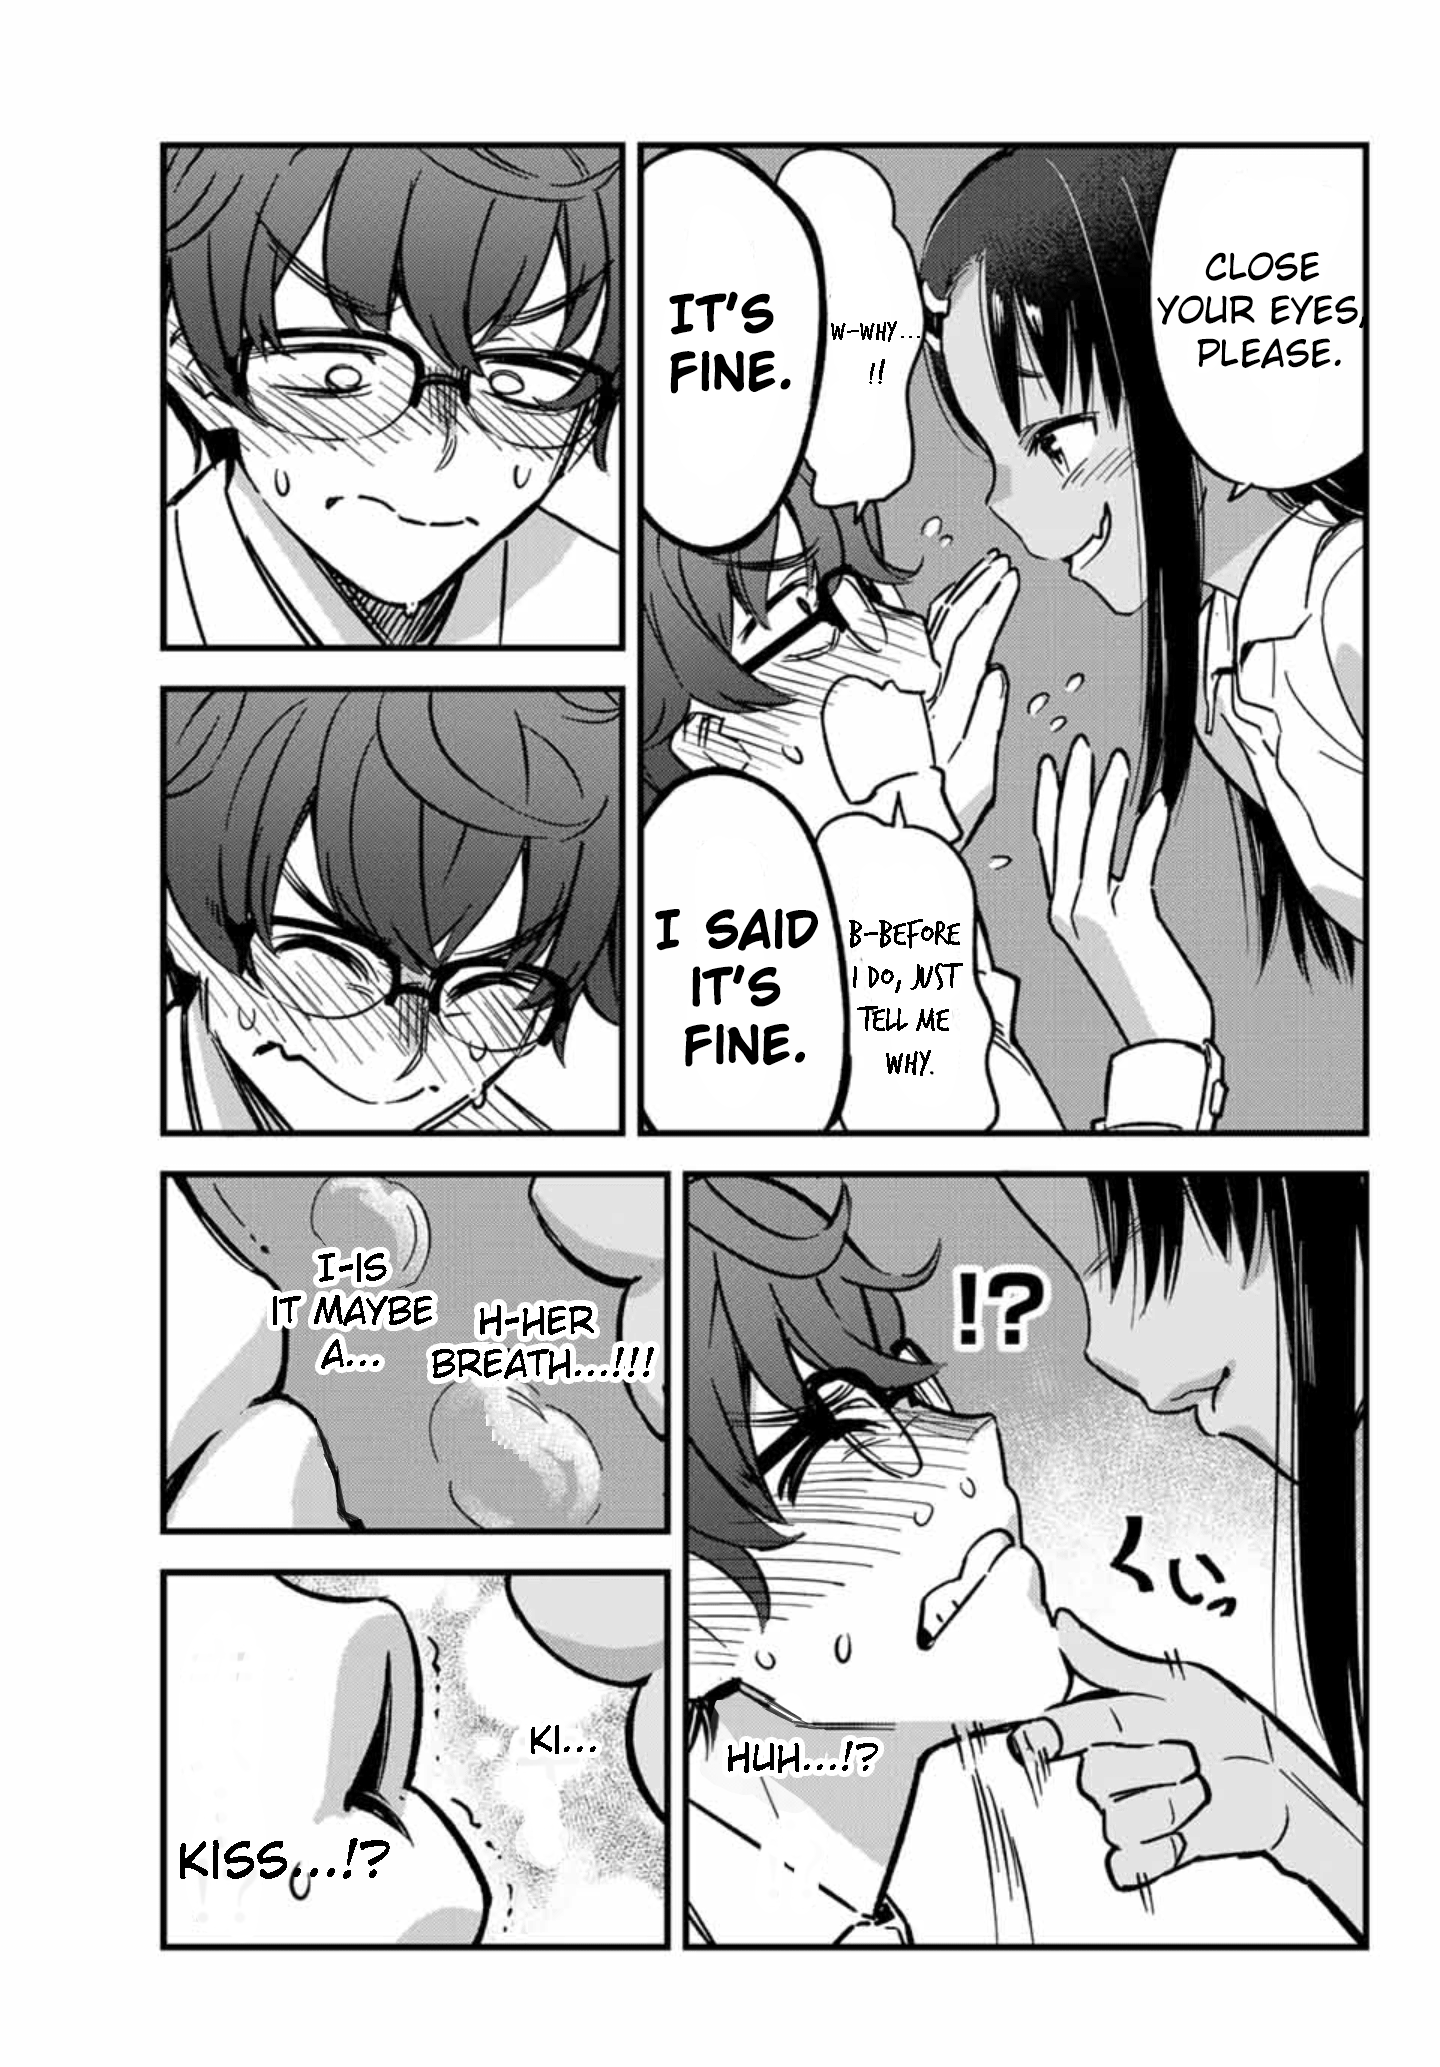 CLOSE
YOUR EYES,
PLEASE.
W-WHY...
!!
IT'S
FINE.
B-BEFORE
I DO, JUST
TELL ME
WHY.
I SAID
IT'S
FINE.
!?
くいっ
HUH...!?
H-HER
BREATH...!!!
I-IS
IT MAYBE
A...
KI...
KISS...!?